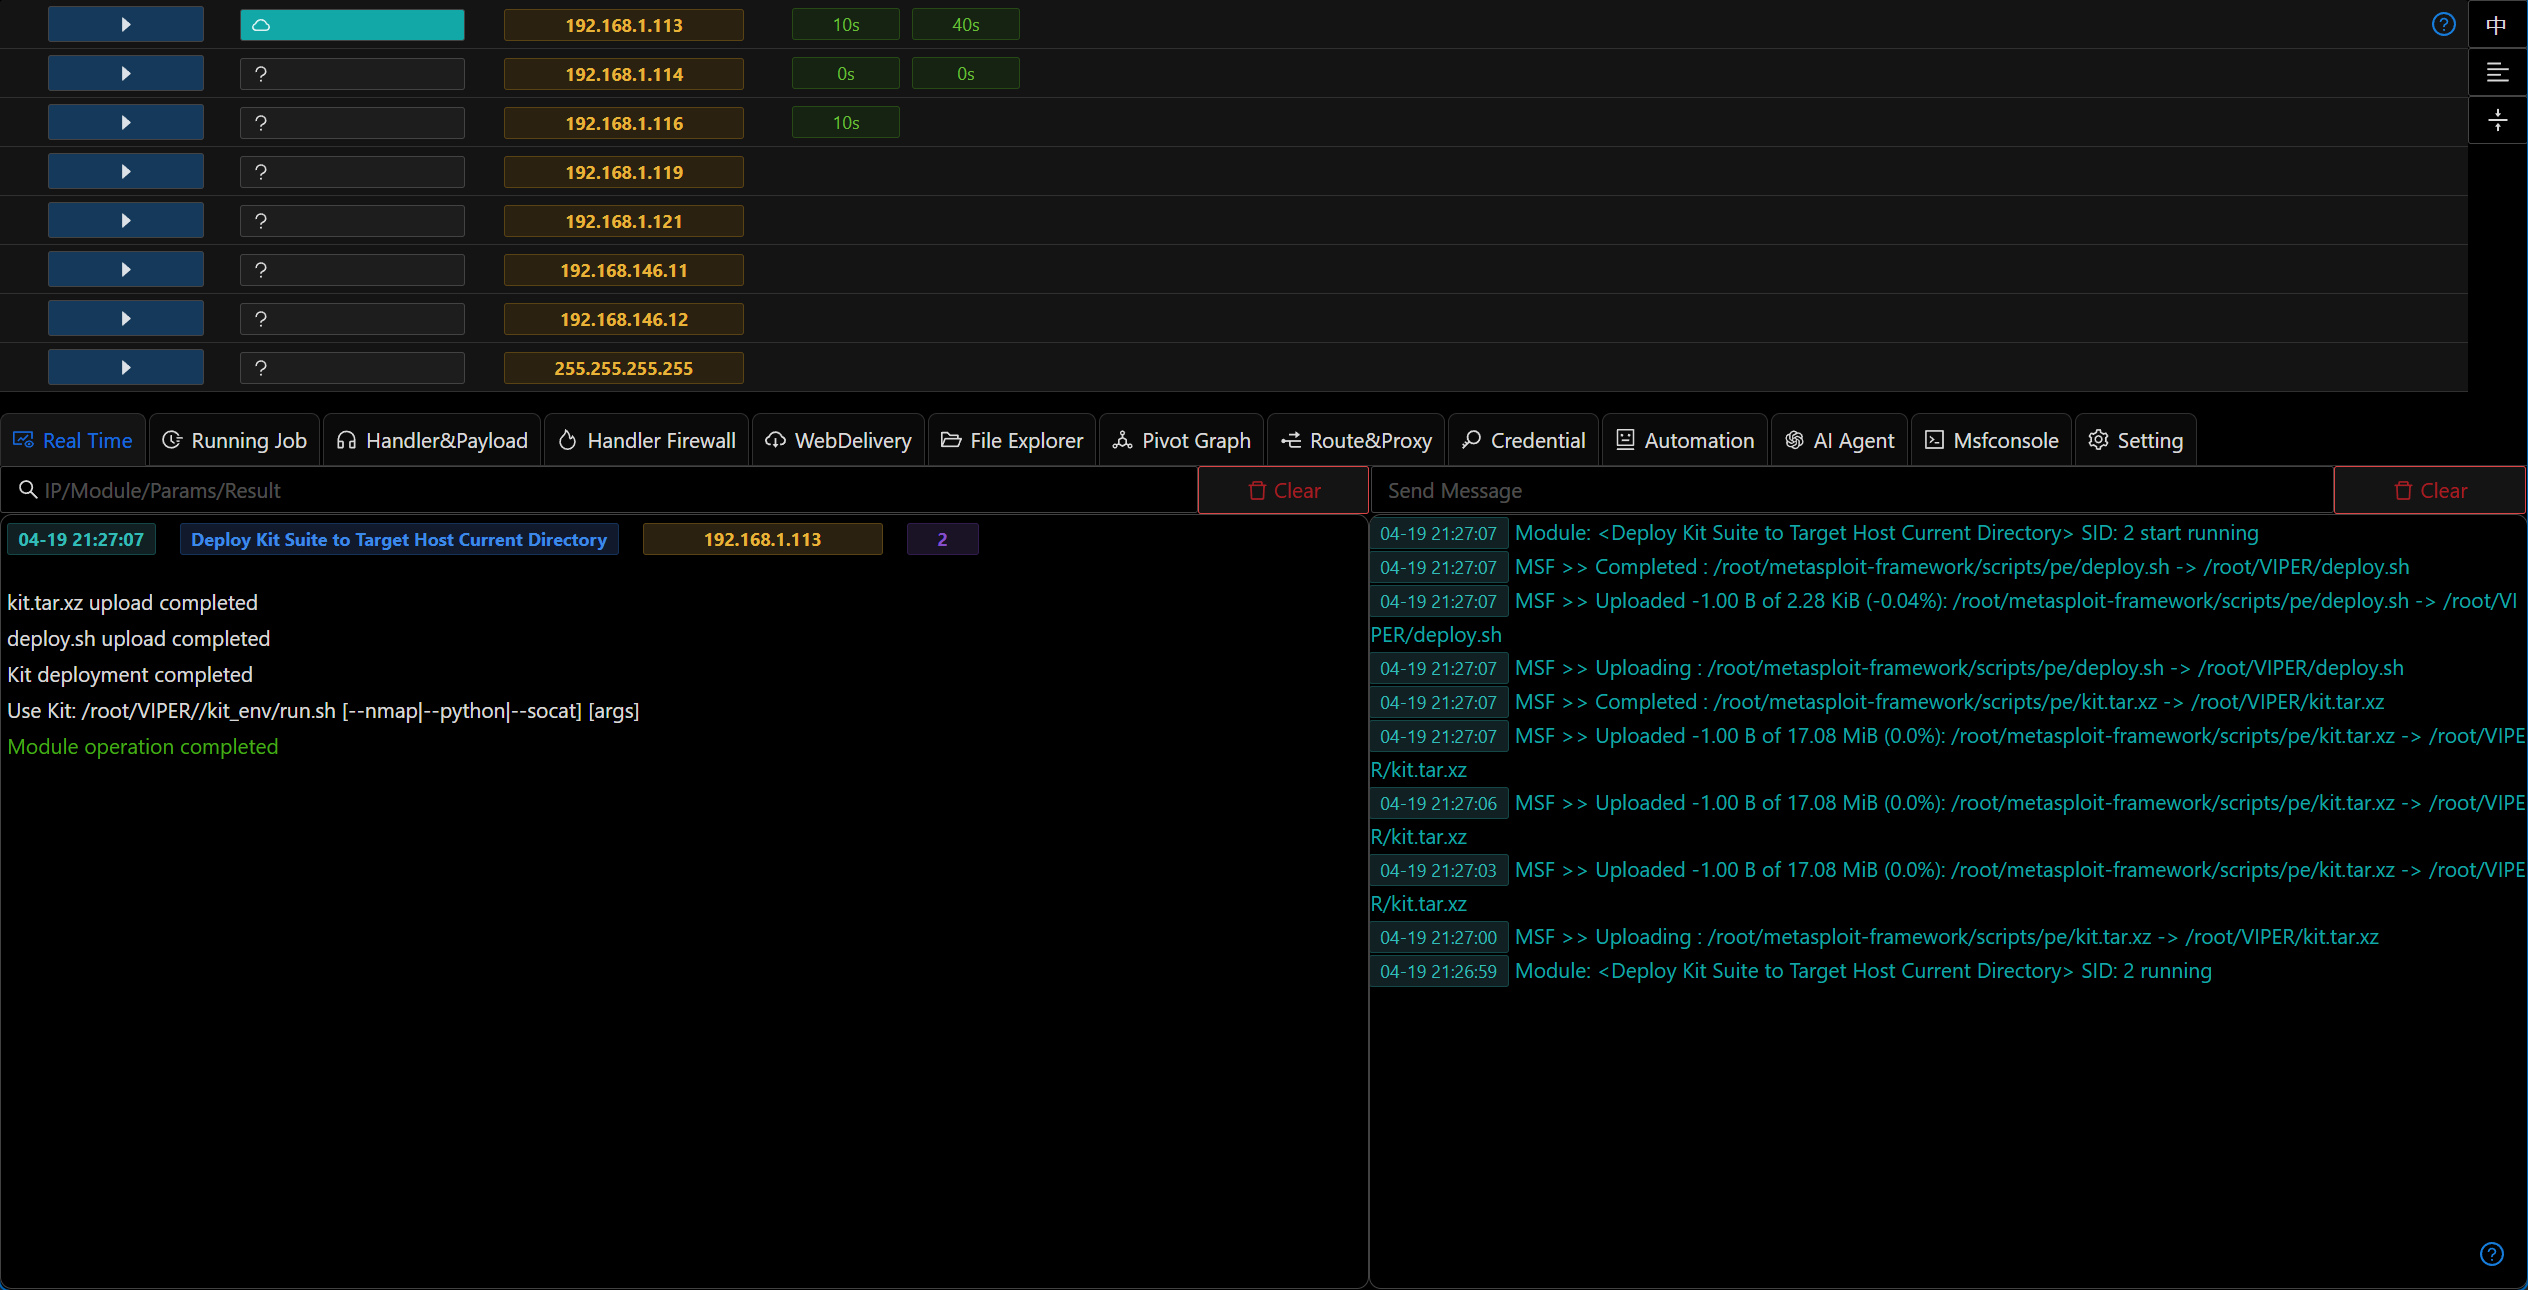 192.168.1.113 10s 40s
中
? 192.168.1.114 0s 0s
? 192.168.1.116 10s
? 192.168.1.119
? 192.168.1.121
? 192.168.146.11
? 192.168.146.12
? 255.255.255.255
Real Time Running Job Handler&Payload Handler Firewall WebDelivery File Explorer Pivot Graph Route&Proxy Credential Automation AI Agent Msfconsole Setting
IP/Module/Params/Result Clear
04-19 21:27:07 Deploy Kit Suite to Target Host Current Directory 192.168.1.113 2
kit.tar.xz upload completed
deploy.sh upload completed
Kit deployment completed
Use Kit: /root/VIPER//kit_env/run.sh [--nmap|--python|--socat] [args]
Module operation completed
Send Message Clear
04-19 21:27:07 Module: <Deploy Kit Suite to Target Host Current Directory> SID: 2 start running
04-19 21:27:07 MSF >> Completed : /root/metasploit-framework/scripts/pe/deploy.sh -> /root/VIPER/deploy.sh
04-19 21:27:07 MSF >> Uploaded -1.00 B of 2.28 KiB (-0.04%): /root/metasploit-framework/scripts/pe/deploy.sh -> /root/VI
PER/deploy.sh
04-19 21:27:07 MSF >> Uploading : /root/metasploit-framework/scripts/pe/deploy.sh -> /root/VIPER/deploy.sh
04-19 21:27:07 MSF >> Completed : /root/metasploit-framework/scripts/pe/kit.tar.xz -> /root/VIPER/kit.tar.xz
04-19 21:27:07 MSF >> Uploaded -1.00 B of 17.08 MiB (0.0%): /root/metasploit-framework/scripts/pe/kit.tar.xz -> /root/VIPE
R/kit.tar.xz
04-19 21:27:06 MSF >> Uploaded -1.00 B of 17.08 MiB (0.0%): /root/metasploit-framework/scripts/pe/kit.tar.xz -> /root/VIPE
R/kit.tar.xz
04-19 21:27:03 MSF >> Uploaded -1.00 B of 17.08 MiB (0.0%): /root/metasploit-framework/scripts/pe/kit.tar.xz -> /root/VIPE
R/kit.tar.xz
04-19 21:27:00 MSF >> Uploading : /root/metasploit-framework/scripts/pe/kit.tar.xz -> /root/VIPER/kit.tar.xz
04-19 21:26:59 Module: <Deploy Kit Suite to Target Host Current Directory> SID: 2 running